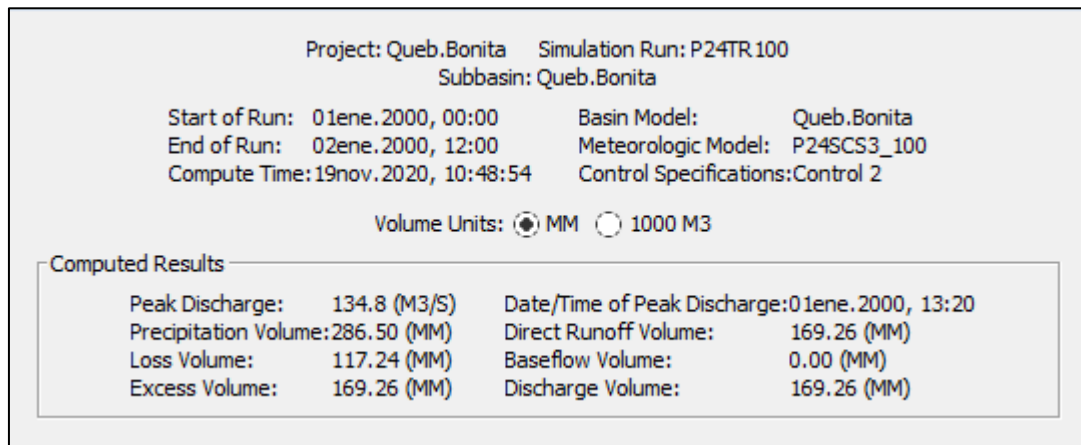 Project: Queb.Bonita Simulation Run: P24TR100
Subbasin: Queb.Bonita
Start of Run: 01ene.2000, 00:00 Basin Model: Queb.Bonita
End of Run: 02ene.2000, 12:00 Meteorologic Model: P24SCS3_100
Compute Time:19nov.2020, 10:48:54 Control Specifications:Control 2
Volume Units: MM 1000 M3
Computed Results
Peak Discharge: 134.8 (M3/S) Date/Time of Peak Discharge:01ene.2000, 13:20
Precipitation Volume:286.50 (MM) Direct Runoff Volume: 169.26 (MM)
Loss Volume: 117.24 (MM) Baseflow Volume: 0.00 (MM)
Excess Volume: 169.26 (MM) Discharge Volume: 169.26 (MM)